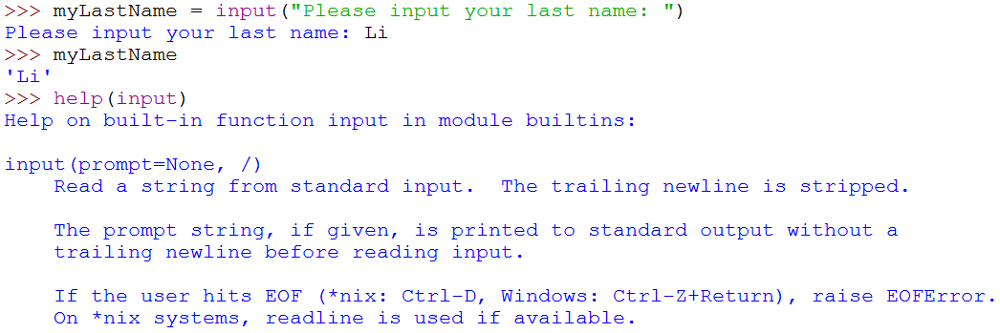 >>> myLastName = input("Please input your last name: ")
Please input your last name: Li
>>> myLastName
'Li'
>>> help(input)
Help on built-in function input in module builtins:

input(prompt=None, /)
    Read a string from standard input.  The trailing newline is stripped.

    The prompt string, if given, is printed to standard output without a
    trailing newline before reading input.

    If the user hits EOF (*nix: Ctrl-D, Windows: Ctrl-Z+Return), raise EOFError.
    On *nix systems, readline is used if available.